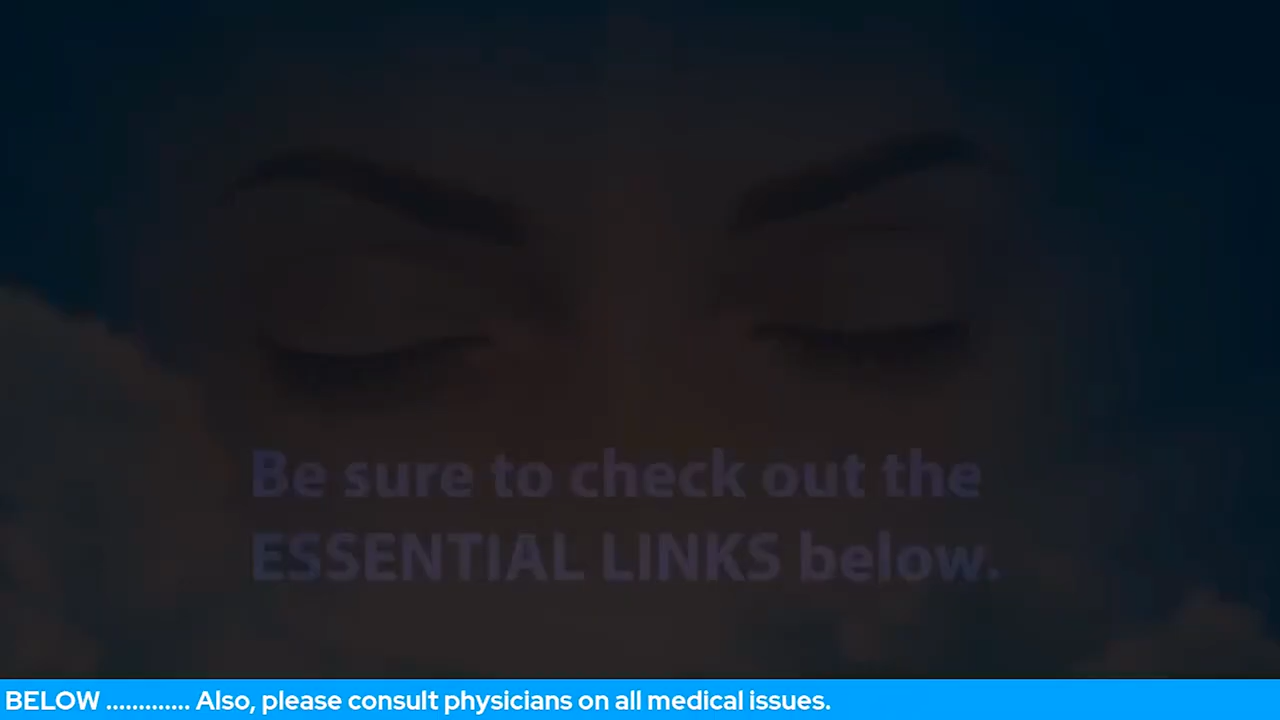 Be sure to check out the
ESSENTIAL LINKS below.
BELOW ............. Also, please consult physicians on all medical issues.